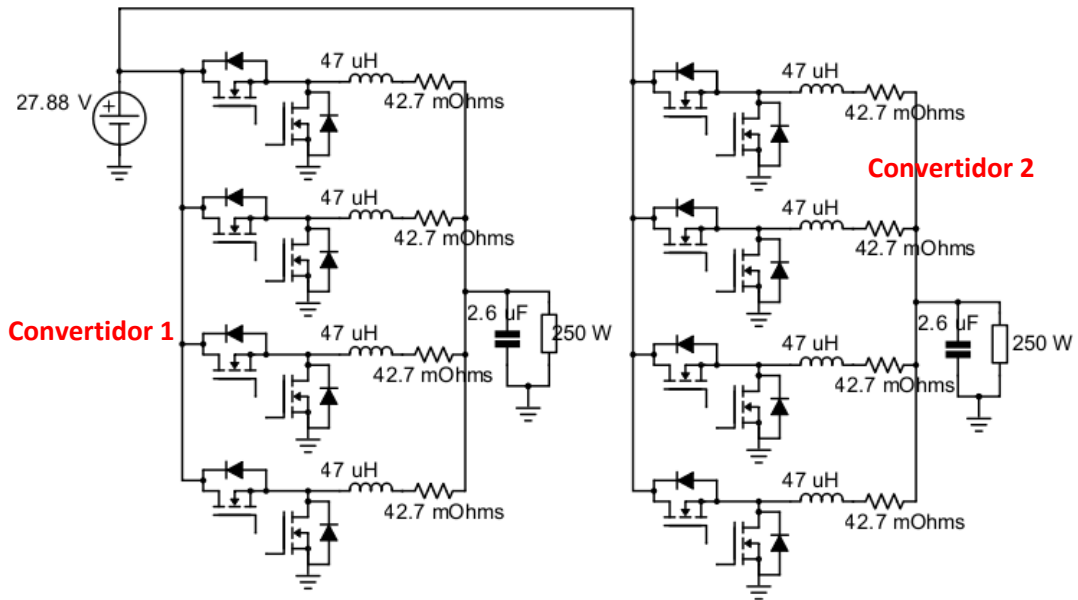 47 uH
42.7 mOhms
27.88 V
47 uH
42.7 mOhms
Convertidor 1
47 uH
42.7 mOhms
2.6 uF
250 W
47 uH
42.7 mOhms
47 uH
42.7 mOhms
Convertidor 2
47 uH
42.7 mOhms
47 uH
42.7 mOhms
2.6 uF
250 W
47 uH
42.7 mOhms